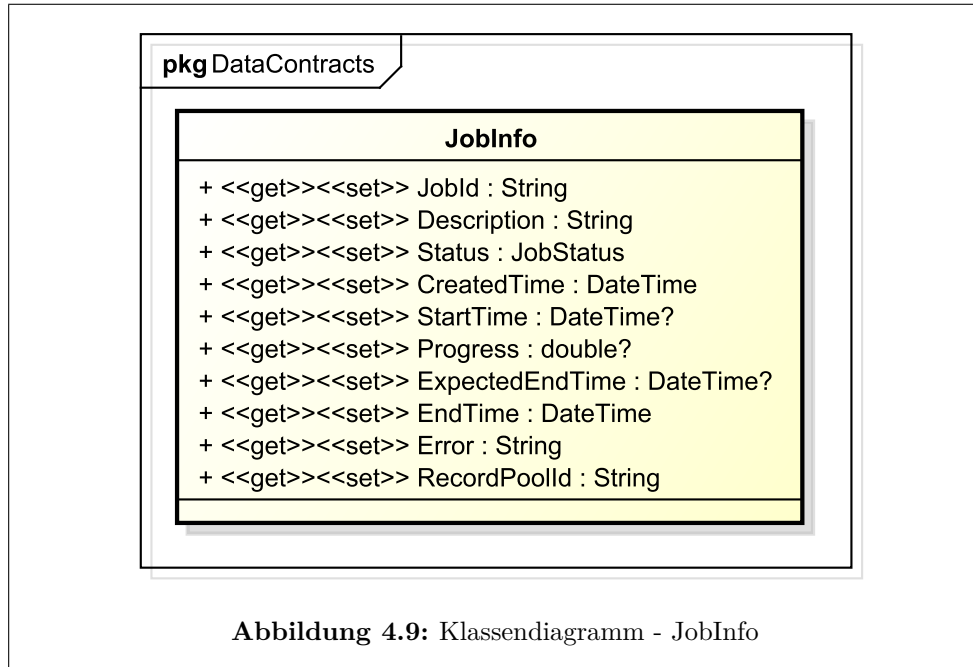 pkg DataContracts
JobInfo
+ <<get>><<set>> JobId : String
+ <<get>><<set>> Description : String
+ <<get>><<set>> Status : JobStatus
+ <<get>><<set>> CreatedTime : DateTime
+ <<get>><<set>> StartTime : DateTime?
+ <<get>><<set>> Progress : double?
+ <<get>><<set>> ExpectedEndTime : DateTime?
+ <<get>><<set>> EndTime : DateTime
+ <<get>><<set>> Error : String
+ <<get>><<set>> RecordPoolId : String
Abbildung 4.9: Klassendiagramm - JobInfo